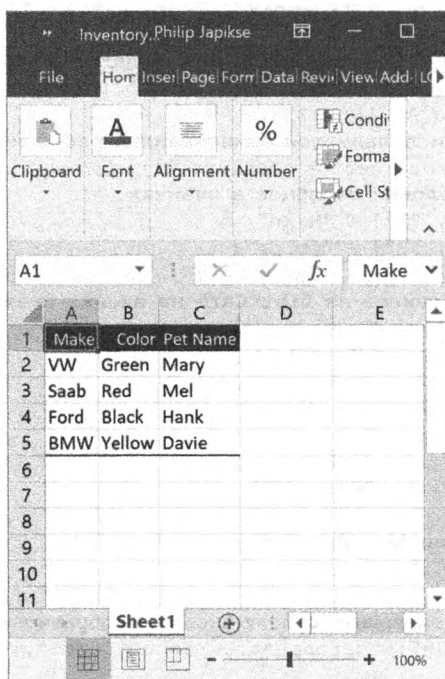 Inventory... Philip Japikse
File Hom Inser Page Forn Data Revi View Add- LO
Clipboard Font Alignment Number
A %
Condi
Forma
Cell St
A1 fx Make
A B C D E
1 Make Color Pet Name
2 VW Green Mary
3 Saab Red Mel
4 Ford Black Hank
5 BMW Yellow Davie
6
7
8
9
10
11
Sheet1
100%